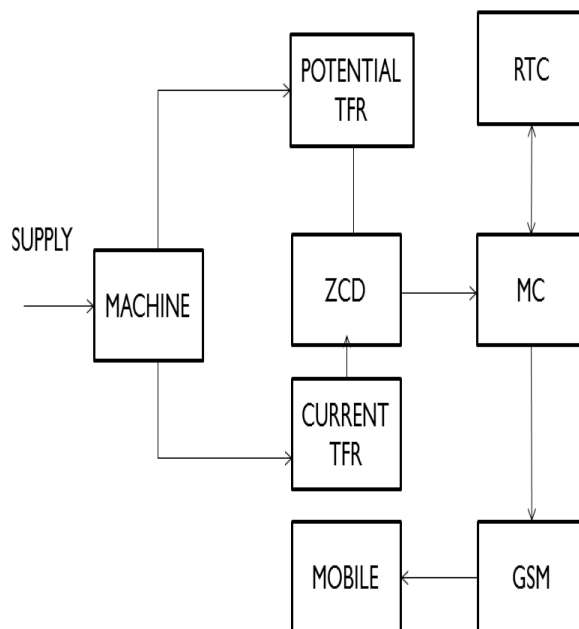 POTENTIAL
TFR
RTC
SUPPLY
MACHINE
ZCD
MC
CURRENT
TFR
MOBILE
GSM